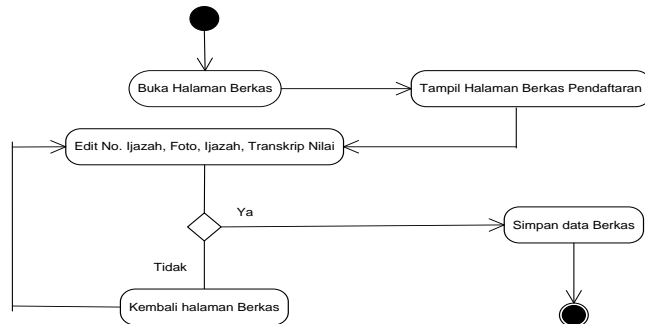 Buka Halaman Berkas
Tampil Halaman Berkas Pendaftaran
Edit No. Ijazah, Foto, Ijazah, Transkrip Nilai
Ya
Simpan data Berkas
Tidak
Kembali halaman Berkas